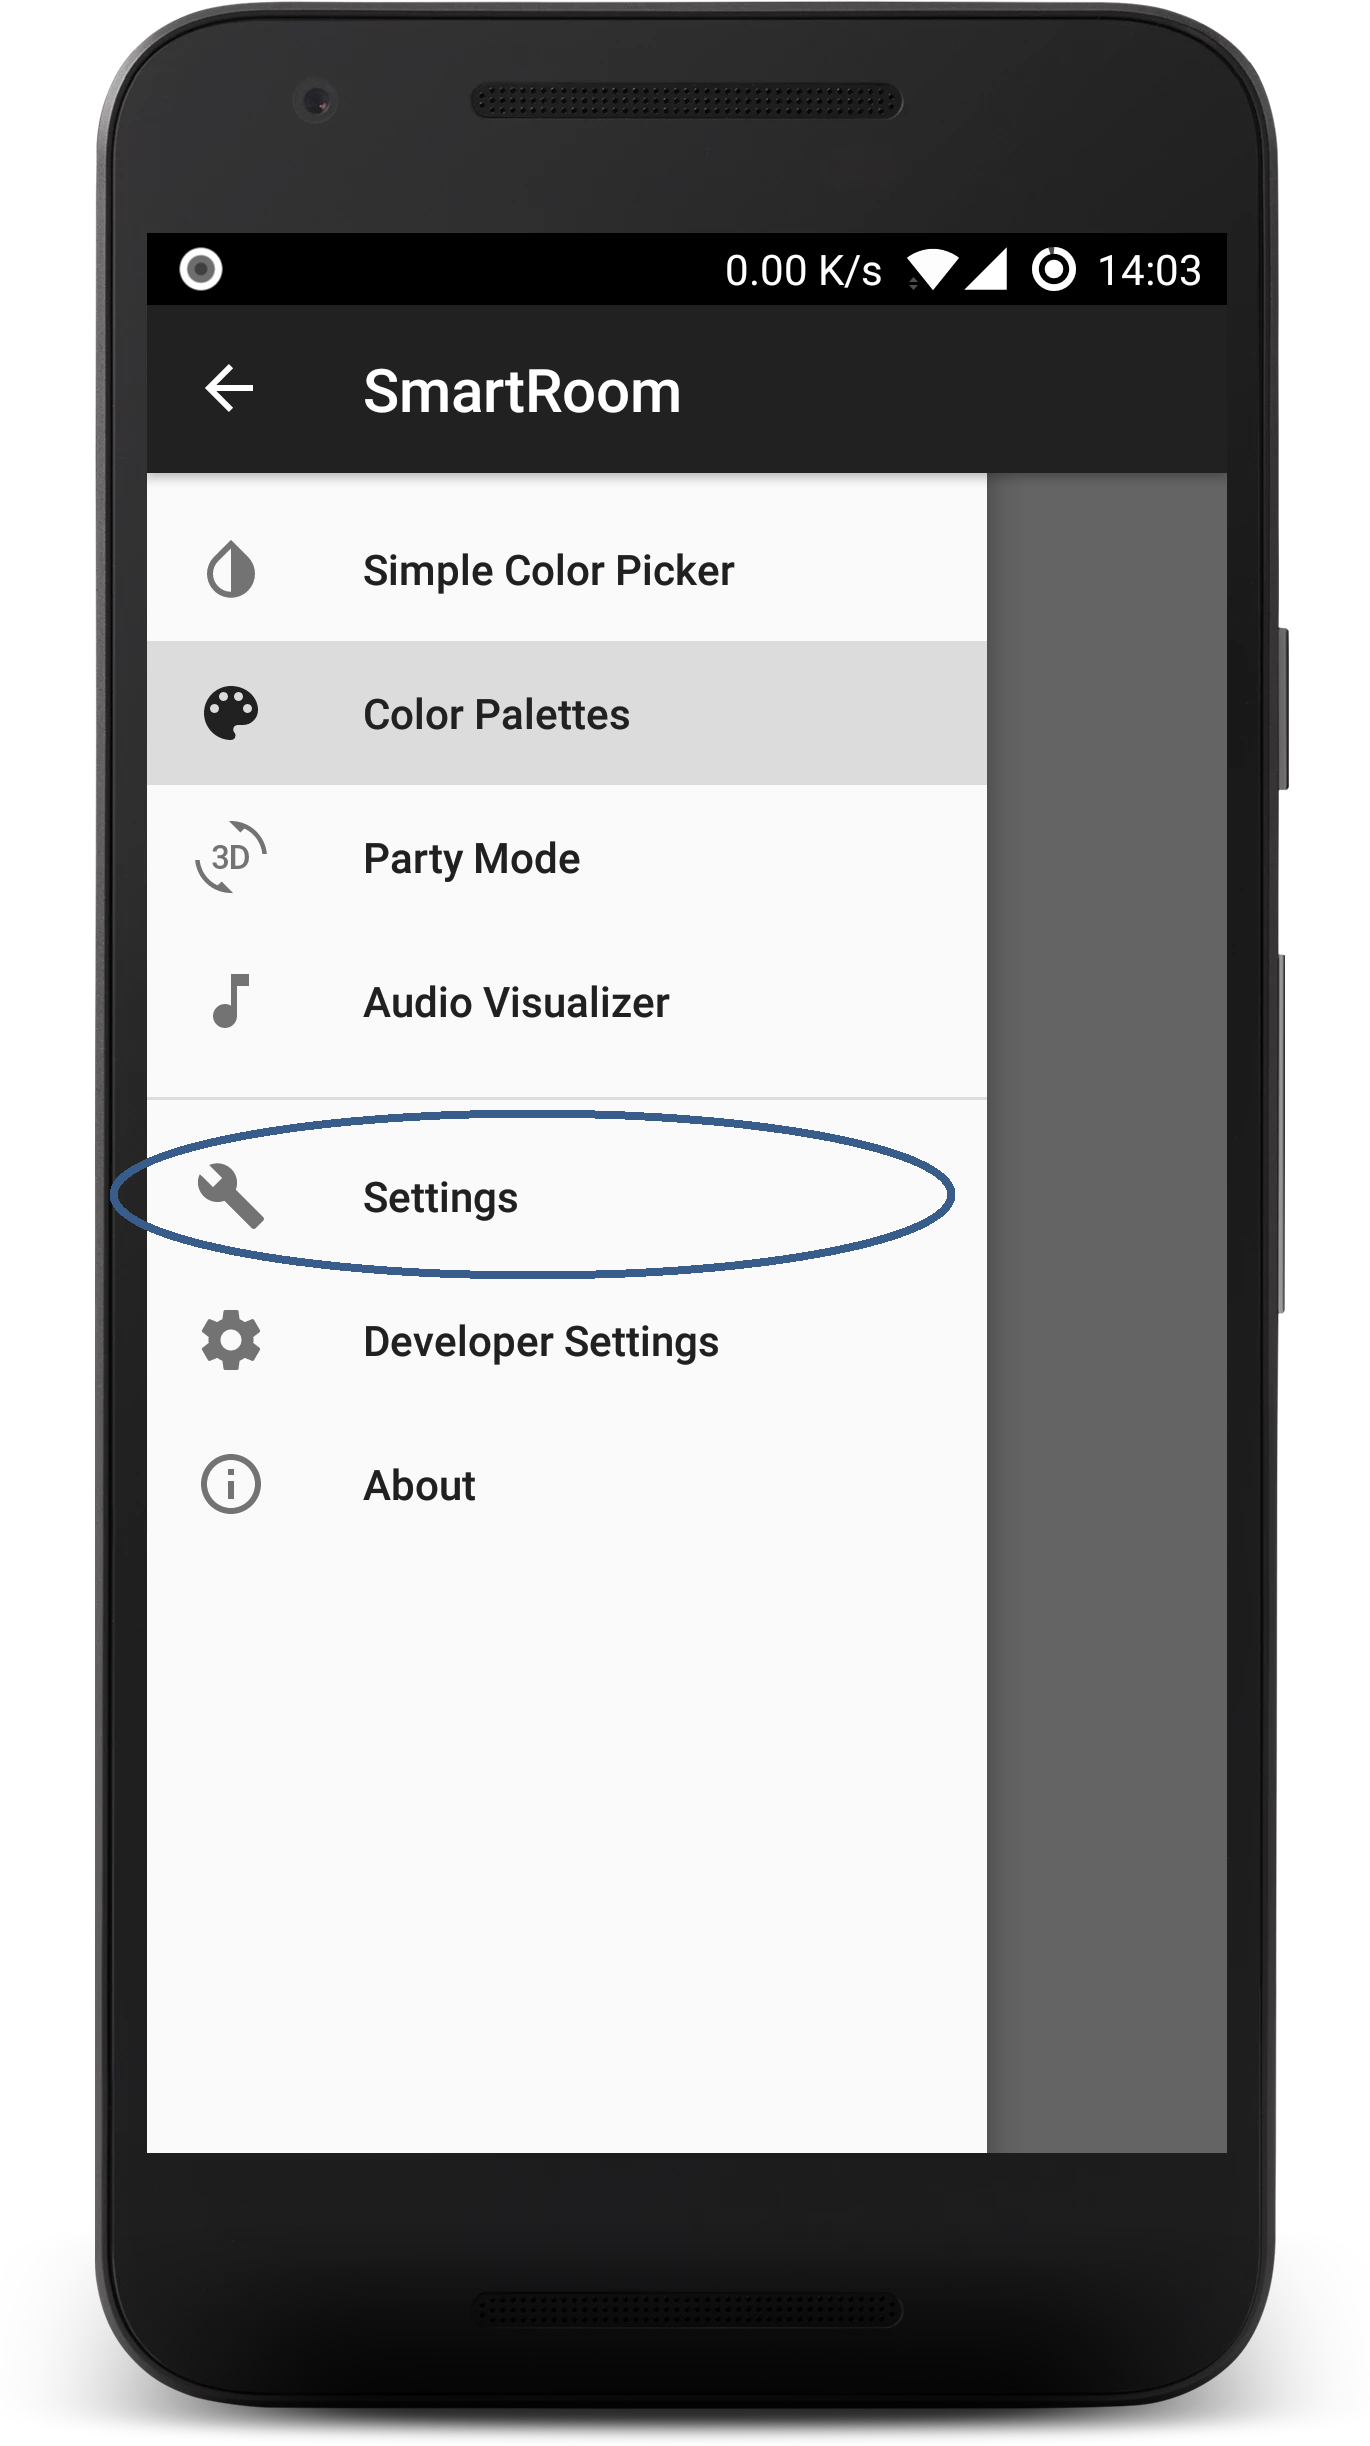 0.00 K/s 14:03
SmartRoom
Simple Color Picker
Color Palettes
3D Party Mode
Audio Visualizer
Settings
Developer Settings
About